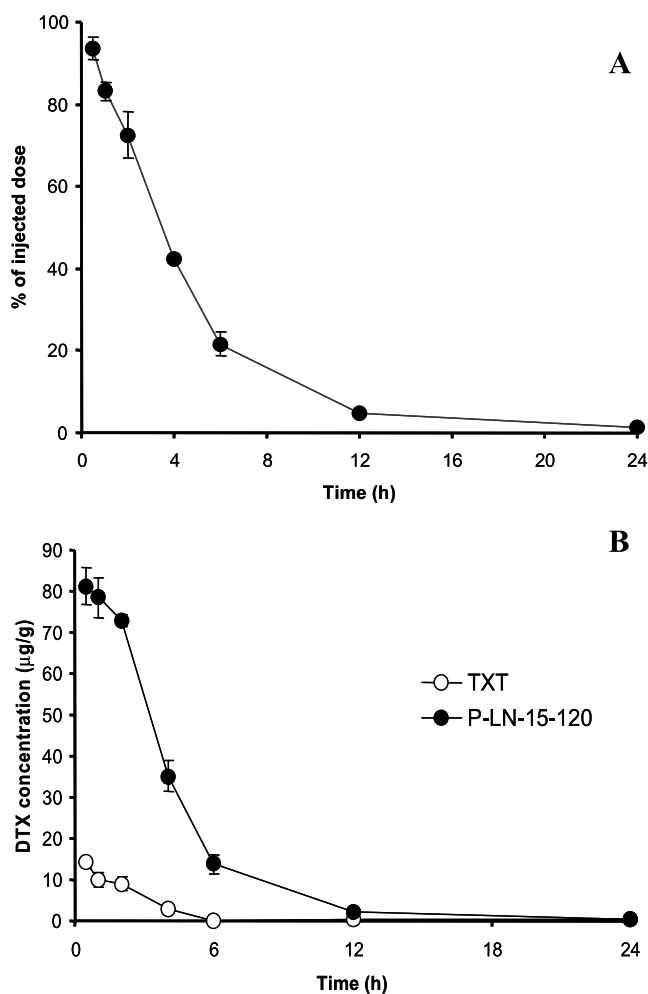 A
% of injected dose
100
80
60
40
20
0
0 4 8 12 16 20 24
Time (h)
B
DTX concentration (µg/g)
90
80
70
60
50
40
30
20
10
0
TXT
P-LN-15-120
0 6 12 18 24
Time (h)